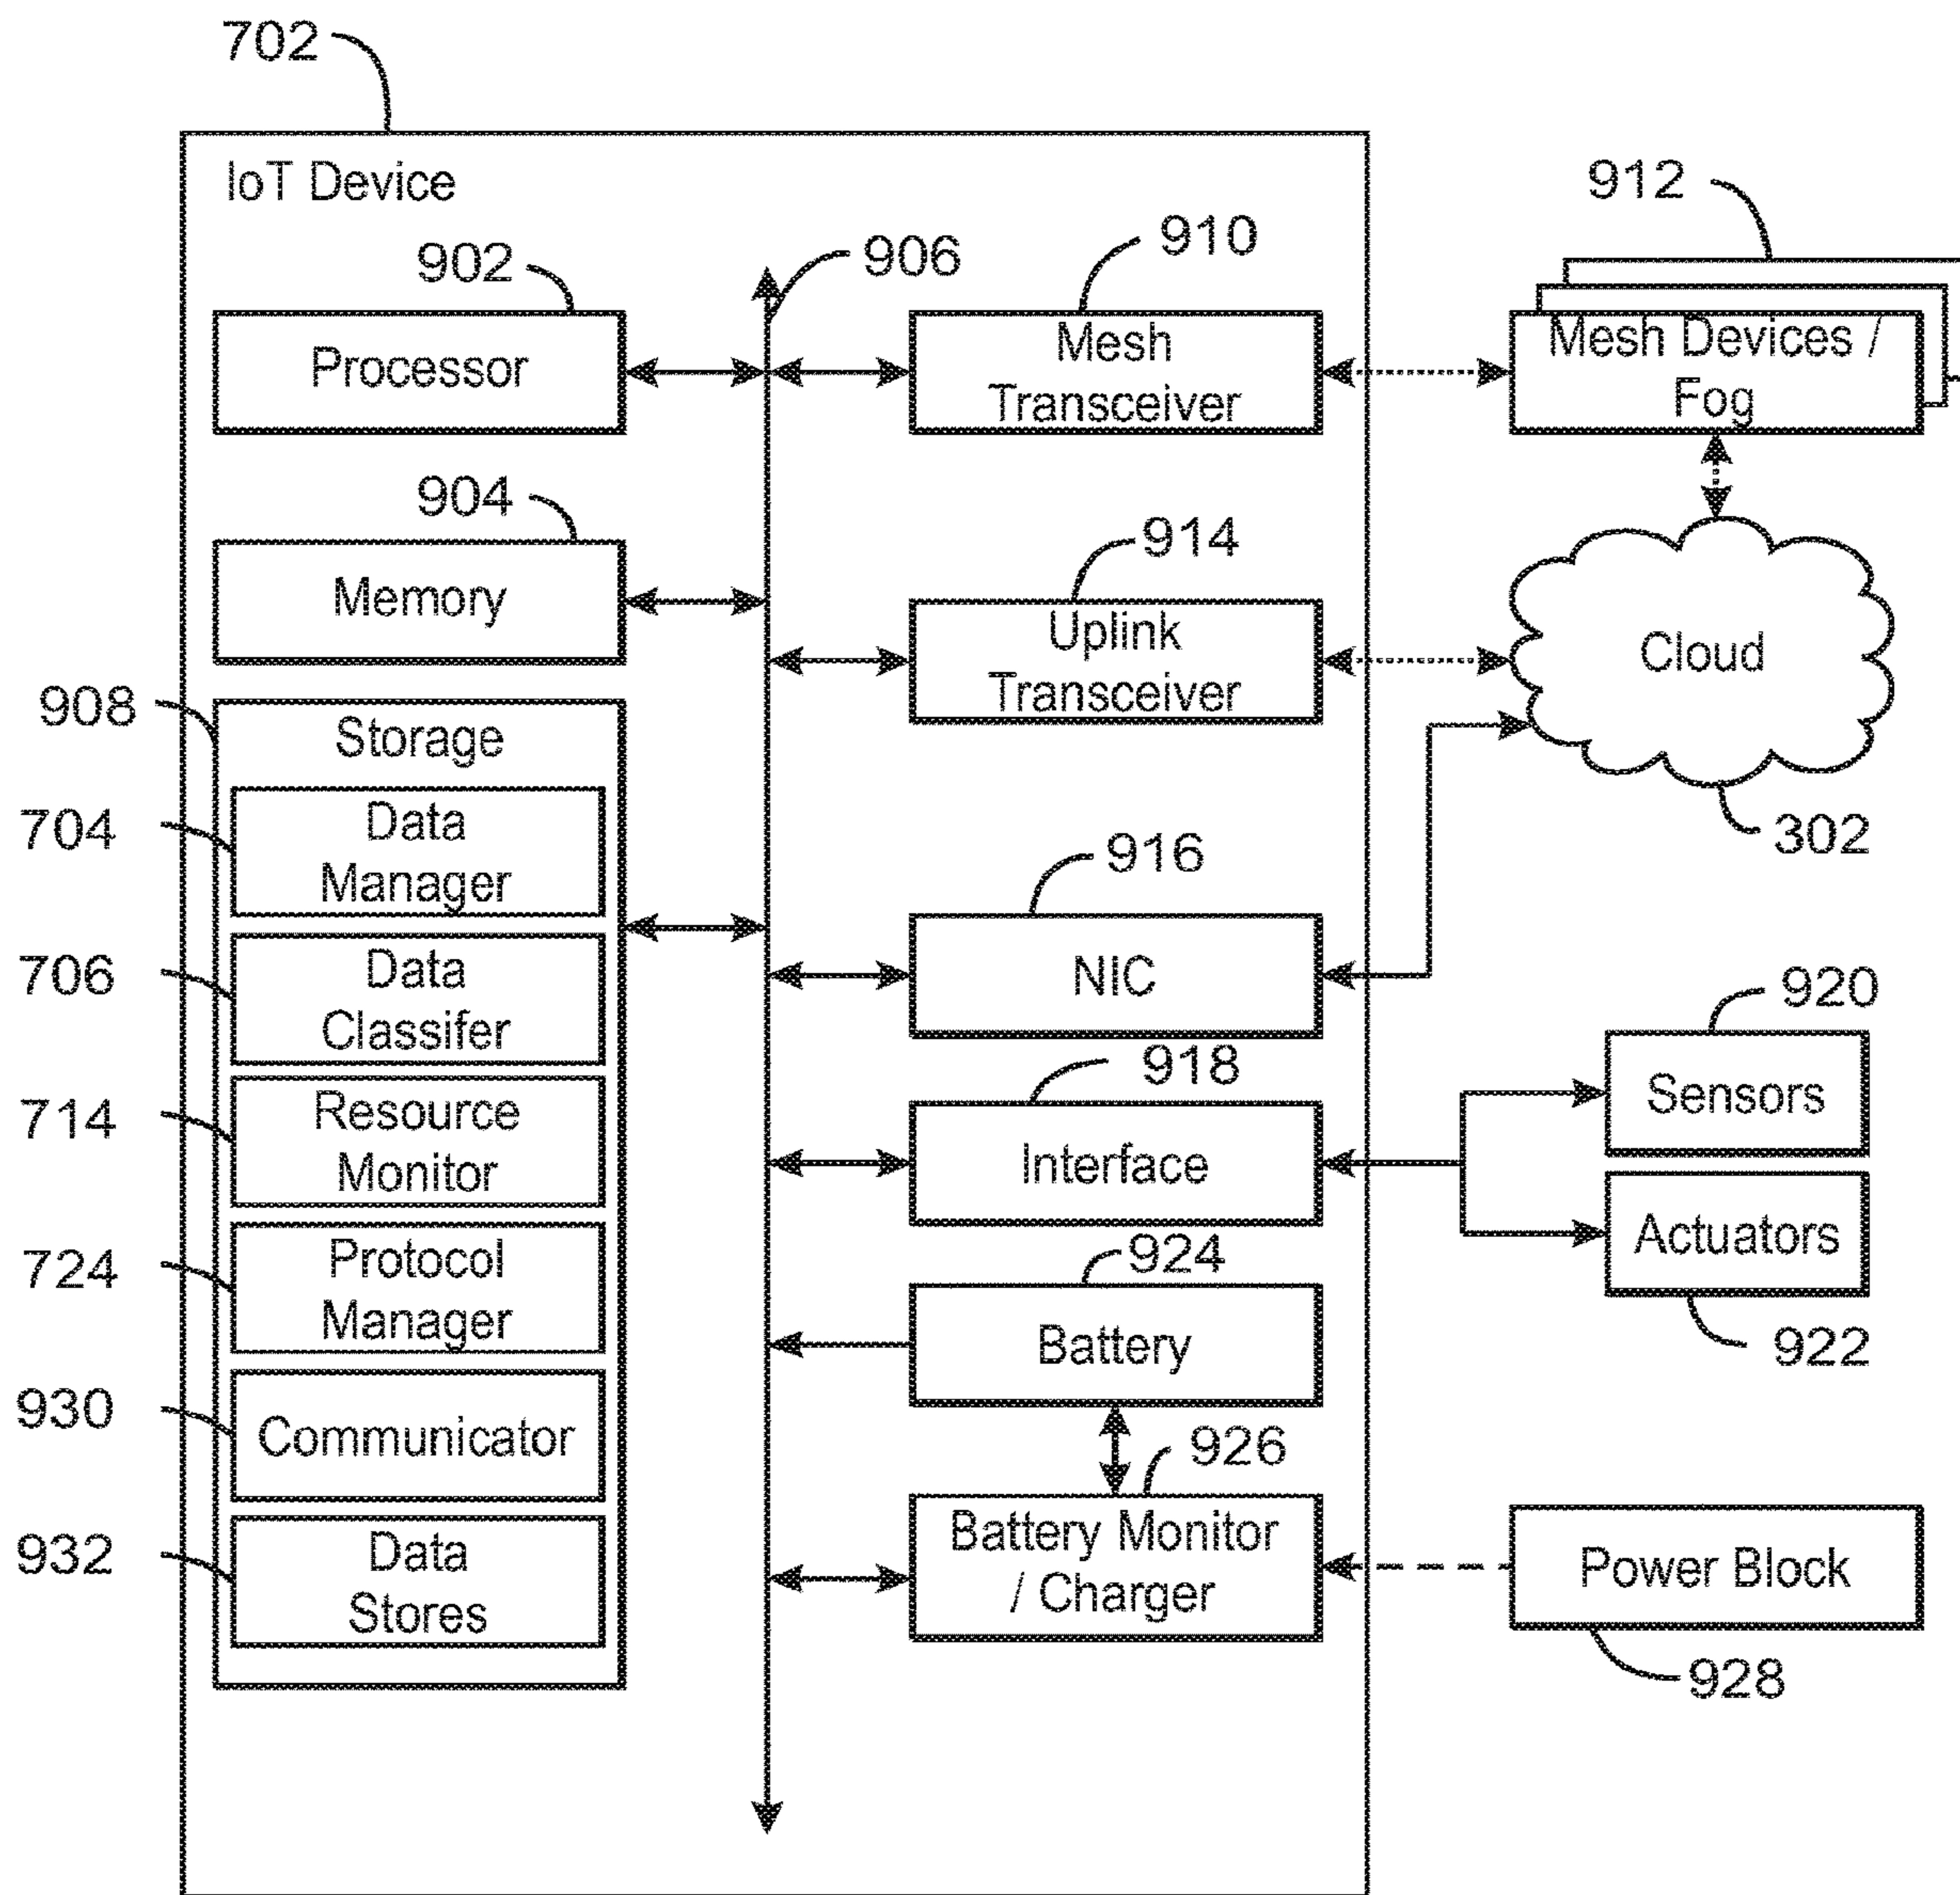 702
IoT Device
902
Processor
904
Memory
908
Storage
704
Data
Manager
706
Data
Classifer
714
Resource
Monitor
724
Protocol
Manager
930
Communicator
932
Data
Stores
906
910
Mesh
Transceiver
914
Uplink
Transceiver
916
NIC
918
Interface
924
Battery
926
Battery Monitor
/ Charger
912
Mesh Devices /
Fog
Cloud
302
920
Sensors
Actuators
922
Power Block
928